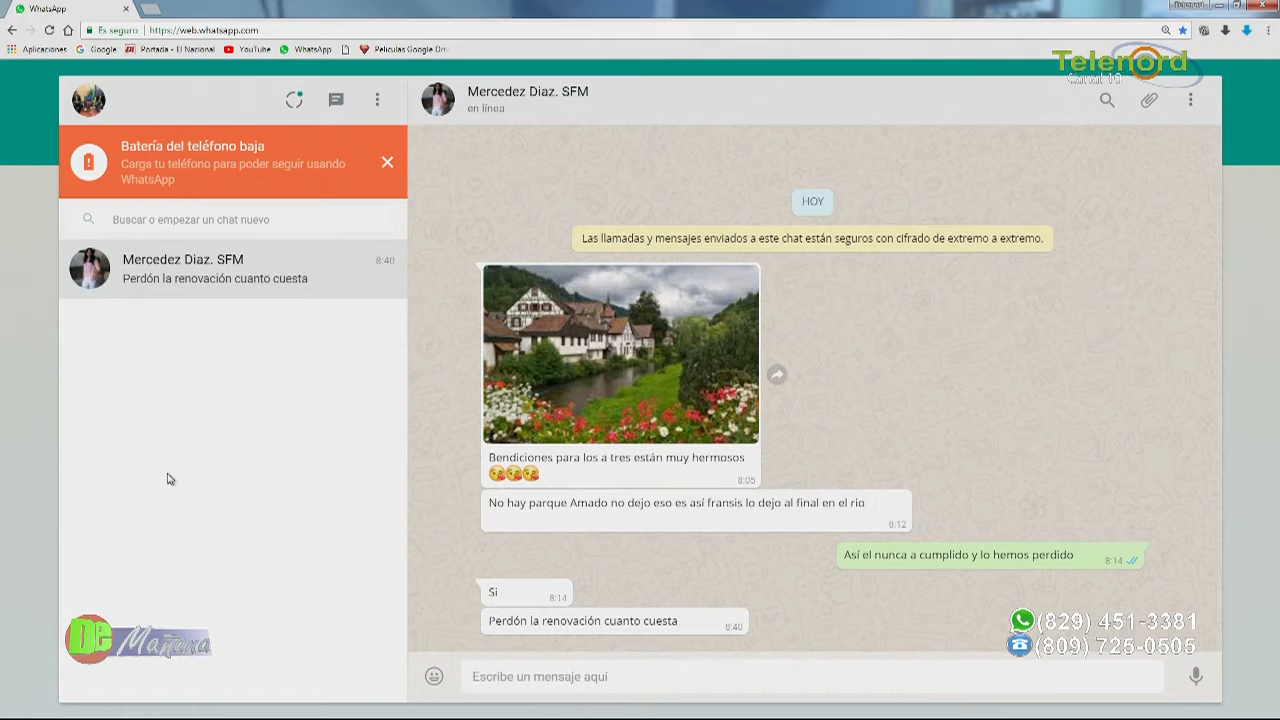 WhatsApp
Telenord
Es seguro
https://web.whatsapp.com
Aplicaciones
Google
Portada - El Nacional
YouTube
WhatsApp
Peliculas Google Dri
Telenord
Canal 10
Mercedez Diaz. SFM
en línea
Batería del teléfono baja
Carga tu teléfono para poder seguir usando
WhatsApp
Buscar o empezar un chat nuevo
Mercedez Diaz. SFM
8:40
Perdón la renovación cuanto cuesta
HOY
Las llamadas y mensajes enviados a este chat están seguros con cifrado de extremo a extremo.
Bendiciones para los a tres están muy hermosos
8:05
No hay parque Amado no dejo eso es así fransis lo dejo al final en el rio
8:12
Así el nunca a cumplido y lo hemos perdido
8:14
Si
8:14
Perdón la renovación cuanto cuesta
8:40
(829) 451-3381
(809) 725-0505
De Mañana
Escribe un mensaje aquí